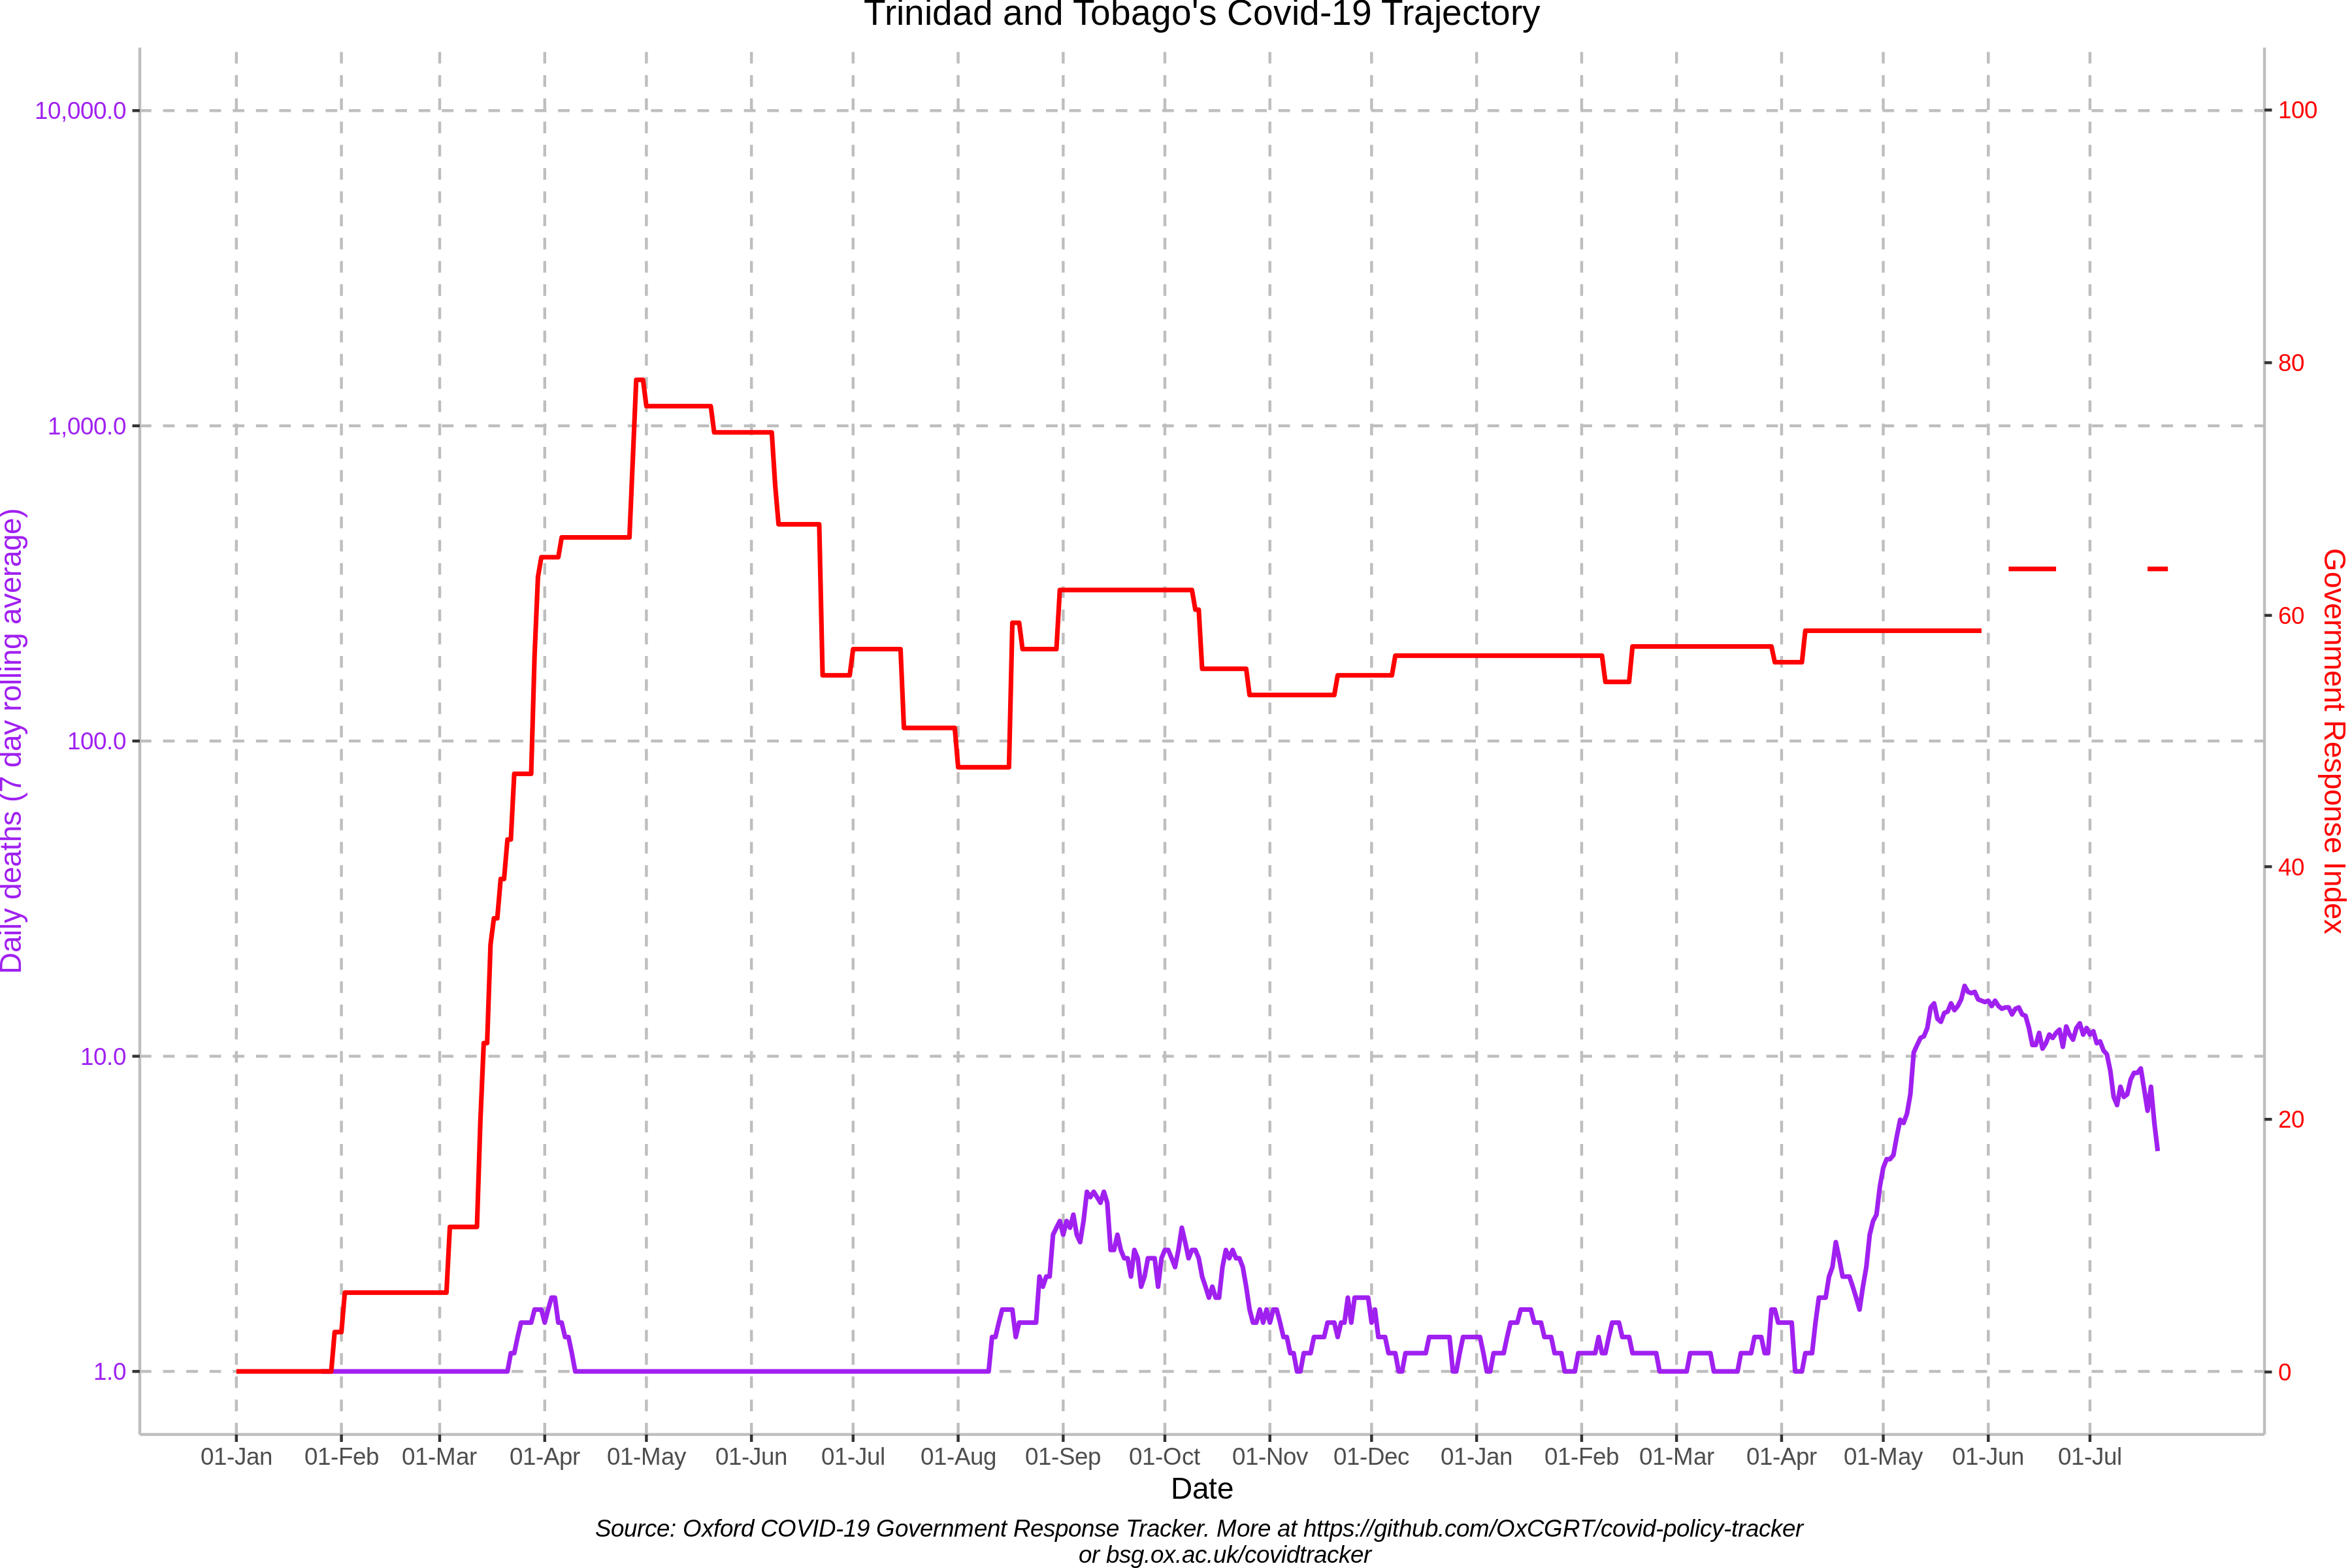 Trinidad and Tobago's Covid-19 Trajectory
10,000.0
1,000.0
100.0
10.0
1.0
Daily deaths (7 day rolling average)
100
80
60
40
20
0
Government Response Index
01-Jan 01-Feb 01-Mar 01-Apr 01-May 01-Jun 01-Jul 01-Aug 01-Sep 01-Oct 01-Nov 01-Dec 01-Jan 01-Feb 01-Mar 01-Apr 01-May 01-Jun 01-Jul
Date
Source: Oxford COVID-19 Government Response Tracker. More at https://github.com/OxCGRT/covid-policy-tracker
or bsg.ox.ac.uk/covidtracker